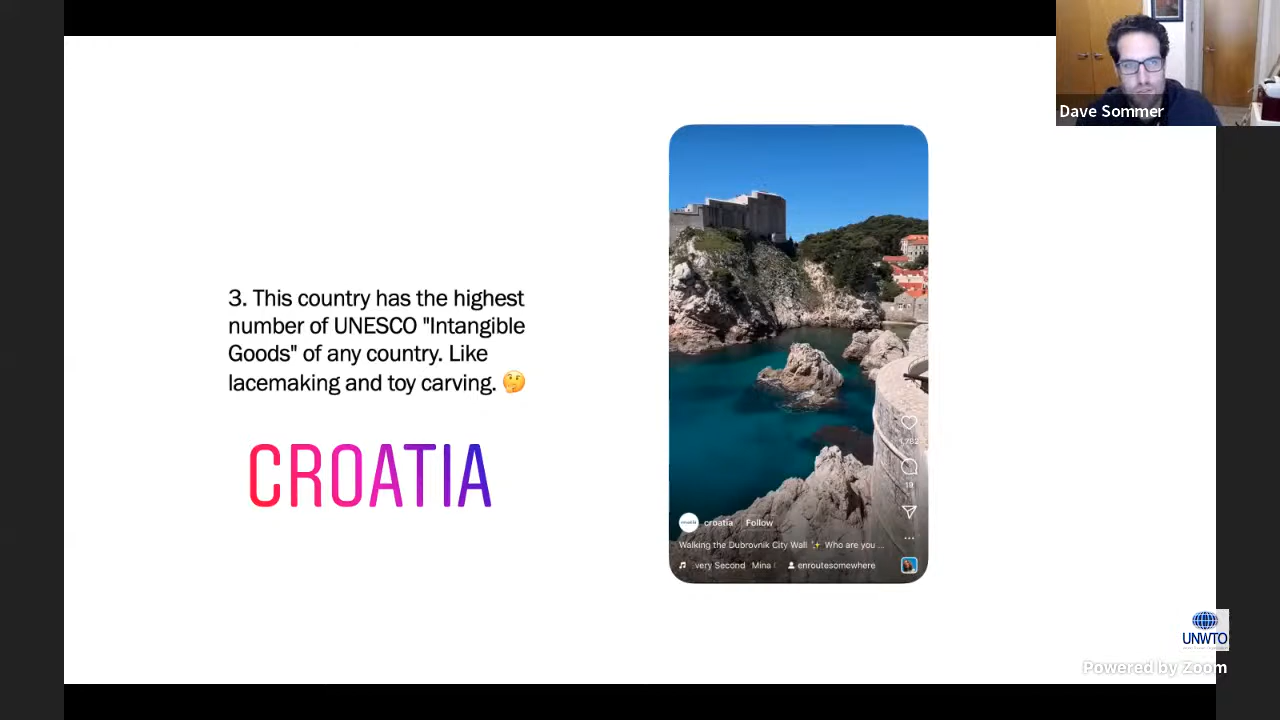 Dave Sommer
3. This country has the highest
number of UNESCO "Intangible
Goods" of any country. Like
lacemaking and toy carving. 🤔
CROATIA
19
croatia Follow
Walking the Dubrovnik City Wall ✨ Who are you ...
very Second Mina
enroutesomewhere
UNWTO
Powered by Zoom